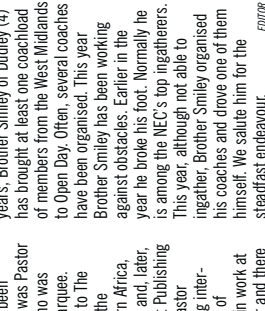 been
was Pastor
was
to The
the
Africa,
and, later,
Publishing
inter-
of
work at
and there
years, Brother Smiley of Dudley (4)
has brought at least one coachload
of members from the West Midlands
to Open Day. Often, several coaches
have been organised. This year
Brother Smiley has been working
against obstacles. Earlier in the
year he broke his foot. Normally he
is among the NEC's top ingatherers.
This year, although not able to
ingather, Brother Smiley organised
his coaches and drove one of them
himself. We salute him for the
steadfast endeavour.
EDITOR